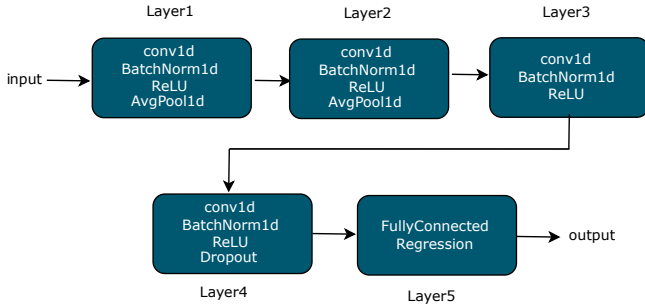 Layer1
Layer2
Layer3
input
conv1d
BatchNorm1d
ReLU
AvgPool1d
conv1d
BatchNorm1d
ReLU
AvgPool1d
conv1d
BatchNorm1d
ReLU
conv1d
BatchNorm1d
ReLU
Dropout
FullyConnected
Regression
output
Layer4
Layer5